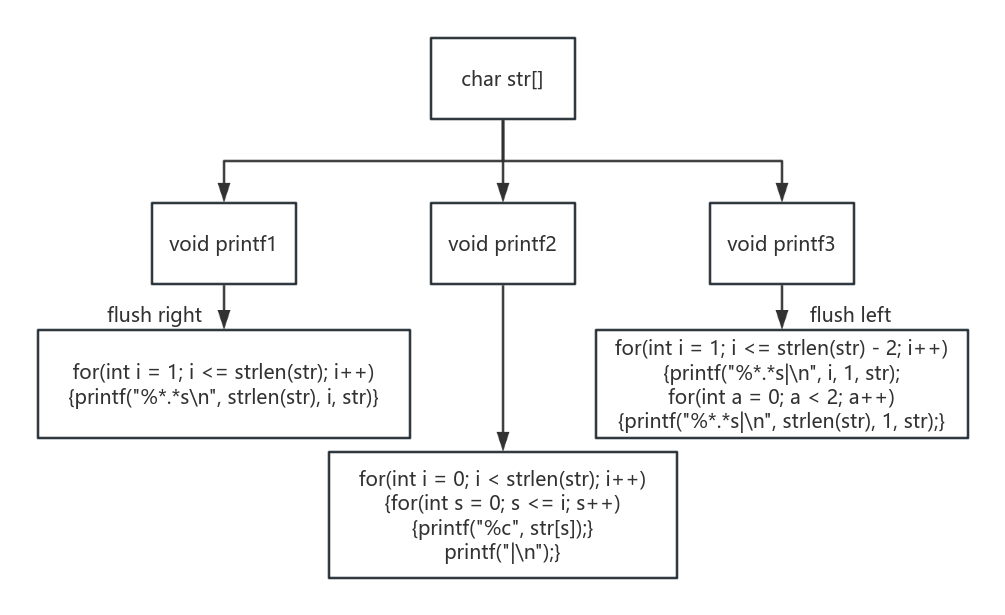 char str[]
void printf1
void printf2
void printf3
flush right
flush left
for(int i = 1; i <= strlen(str); i++)
{printf("%*.*s\n", strlen(str), i, str)}
for(int i = 0; i < strlen(str); i++)
{for(int s = 0; s <= i; s++)
{printf("%c", str[s]);}
printf("|\n");}
for(int i = 1; i <= strlen(str) - 2; i++)
{printf("%*.*s|\n", i, 1, str);
for(int a = 0; a < 2; a++)
{printf("%*.*s|\n", strlen(str), 1, str);}